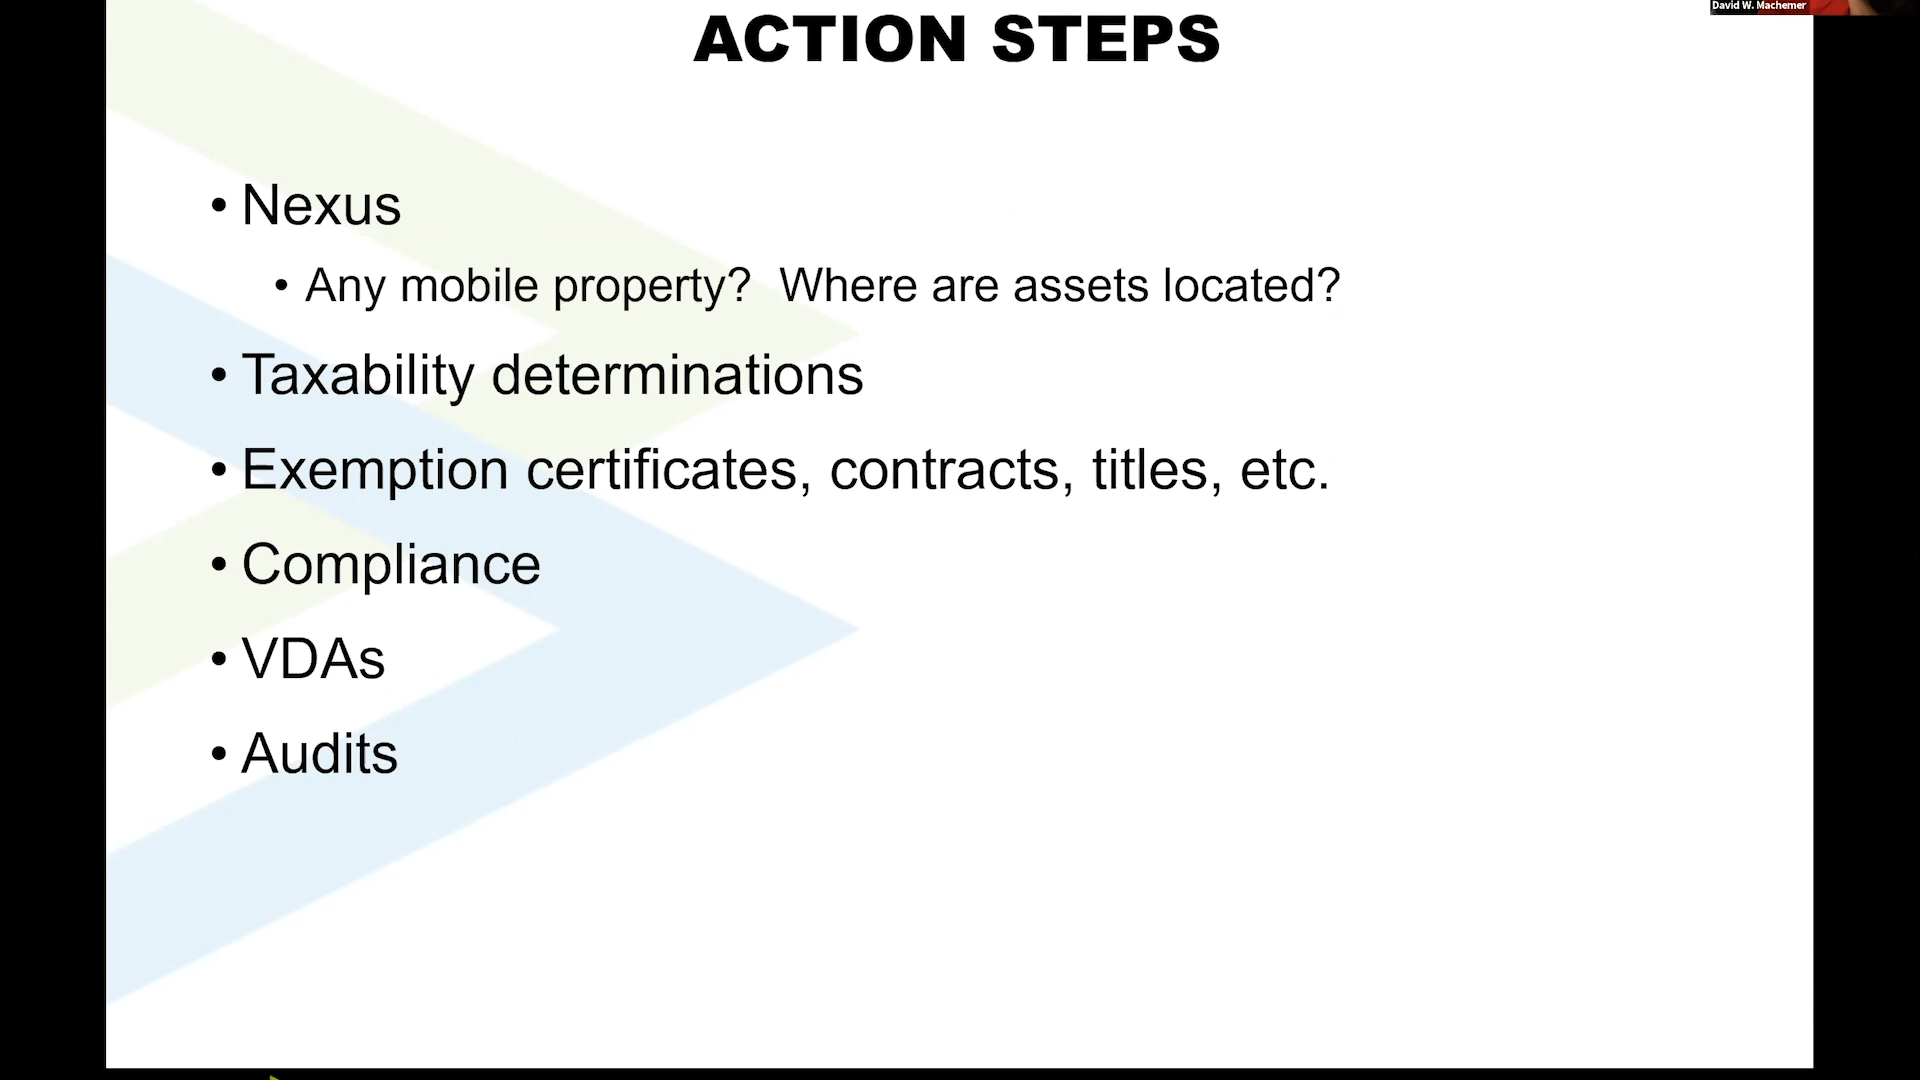 David W. Machemer
ACTION STEPS
• Nexus
• Any mobile property?  Where are assets located?
• Taxability determinations
• Exemption certificates, contracts, titles, etc.
• Compliance
• VDAs
• Audits